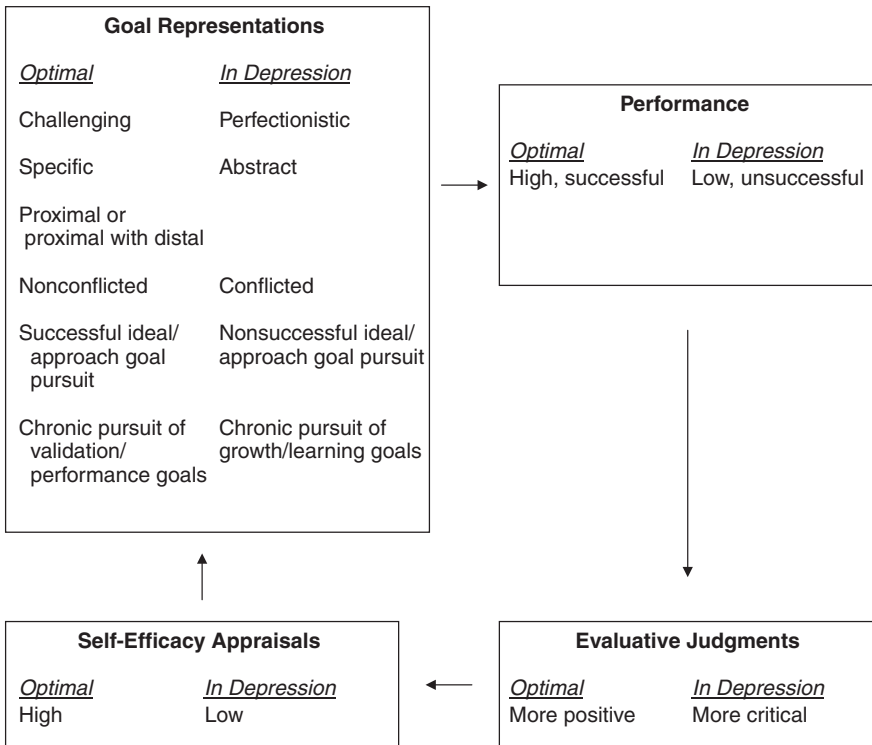 Goal Representations
Optimal In Depression
Challenging Perfectionistic
Specific Abstract
Proximal or
proximal with distal
Nonconflicted Conflicted
Successful ideal/ Nonsuccessful ideal/
approach goal approach goal pursuit
pursuit
Chronic pursuit of Chronic pursuit of
validation/ growth/learning goals
performance goals
Performance
Optimal In Depression
High, successful Low, unsuccessful
Self-Efficacy Appraisals
Optimal In Depression
High Low
Evaluative Judgments
Optimal In Depression
More positive More critical